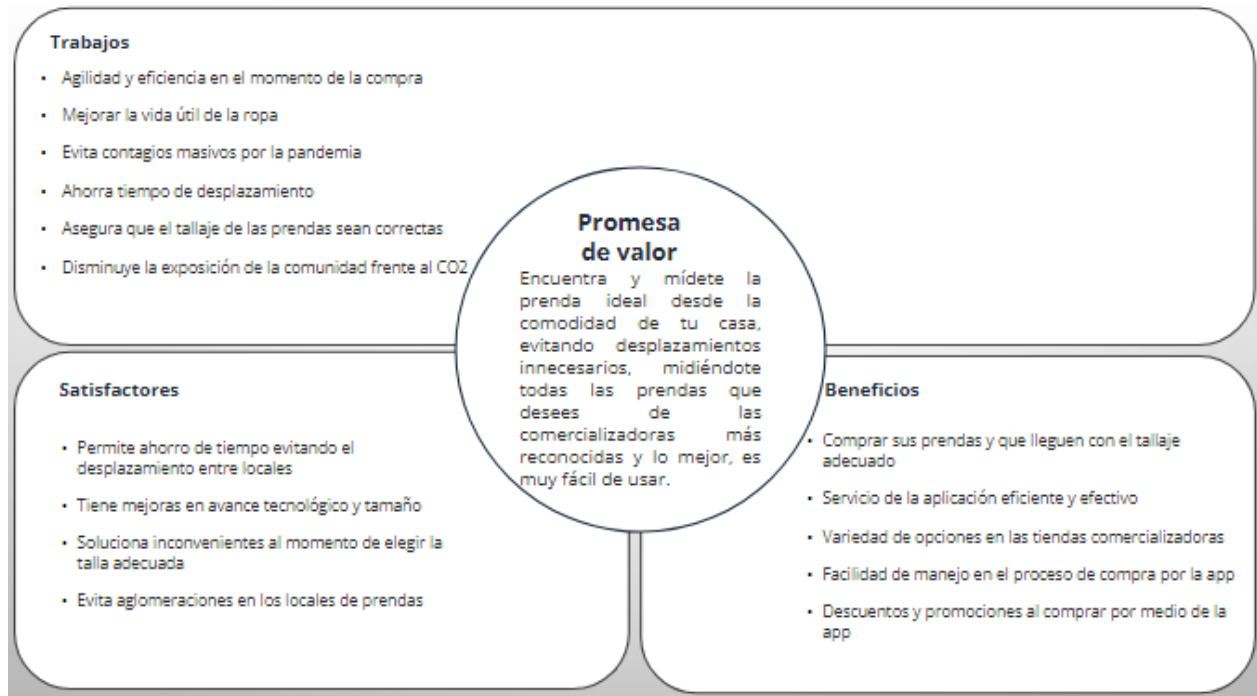 Trabajos
• Agilidad y eficiencia en el momento de la compra
• Mejorar la vida útil de la ropa
• Evita contagios masivos por la pandemia
• Ahorra tiempo de desplazamiento
• Asegura que el tallaje de las prendas sean correctas
• Disminuye la exposición de la comunidad frente al CO2
Promesa
de valor
Encuentra y mídete la
prenda ideal desde la
comodidad de tu casa,
evitando desplazamientos
innecesarios, midiéndote
todas las prendas que
desees de las
comercializadoras más
reconocidas y lo mejor, es
muy fácil de usar.
Satisfactores
• Permite ahorro de tiempo evitando el
desplazamiento entre locales
• Tiene mejoras en avance tecnológico y tamaño
• Soluciona inconvenientes al momento de elegir la
talla adecuada
• Evita aglomeraciones en los locales de prendas
Beneficios
• Comprar sus prendas y que lleguen con el tallaje
adecuado
• Servicio de la aplicación eficiente y efectivo
• Variedad de opciones en las tiendas comercializadoras
• Facilidad de manejo en el proceso de compra por la app
• Descuentos y promociones al comprar por medio de la
app